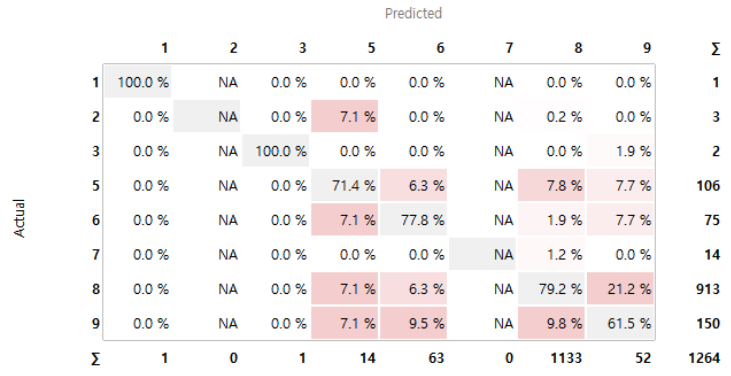 Predicted
1 2 3 5 6 7 8 9 Σ
1 100.0 % NA 0.0 % 0.0 % 0.0 % NA 0.0 % 0.0 % 1
2 0.0 % NA 0.0 % 7.1 % 0.0 % NA 0.2 % 0.0 % 3
3 0.0 % NA 100.0 % 0.0 % 0.0 % NA 0.0 % 1.9 % 2
5 0.0 % NA 0.0 % 71.4 % 6.3 % NA 7.8 % 7.7 % 106
Actual
6 0.0 % NA 0.0 % 7.1 % 77.8 % NA 1.9 % 7.7 % 75
7 0.0 % NA 0.0 % 0.0 % 0.0 % NA 1.2 % 0.0 % 14
8 0.0 % NA 0.0 % 7.1 % 6.3 % NA 79.2 % 21.2 % 913
9 0.0 % NA 0.0 % 7.1 % 9.5 % NA 9.8 % 61.5 % 150
Σ 1 0 1 14 63 0 1133 52 1264